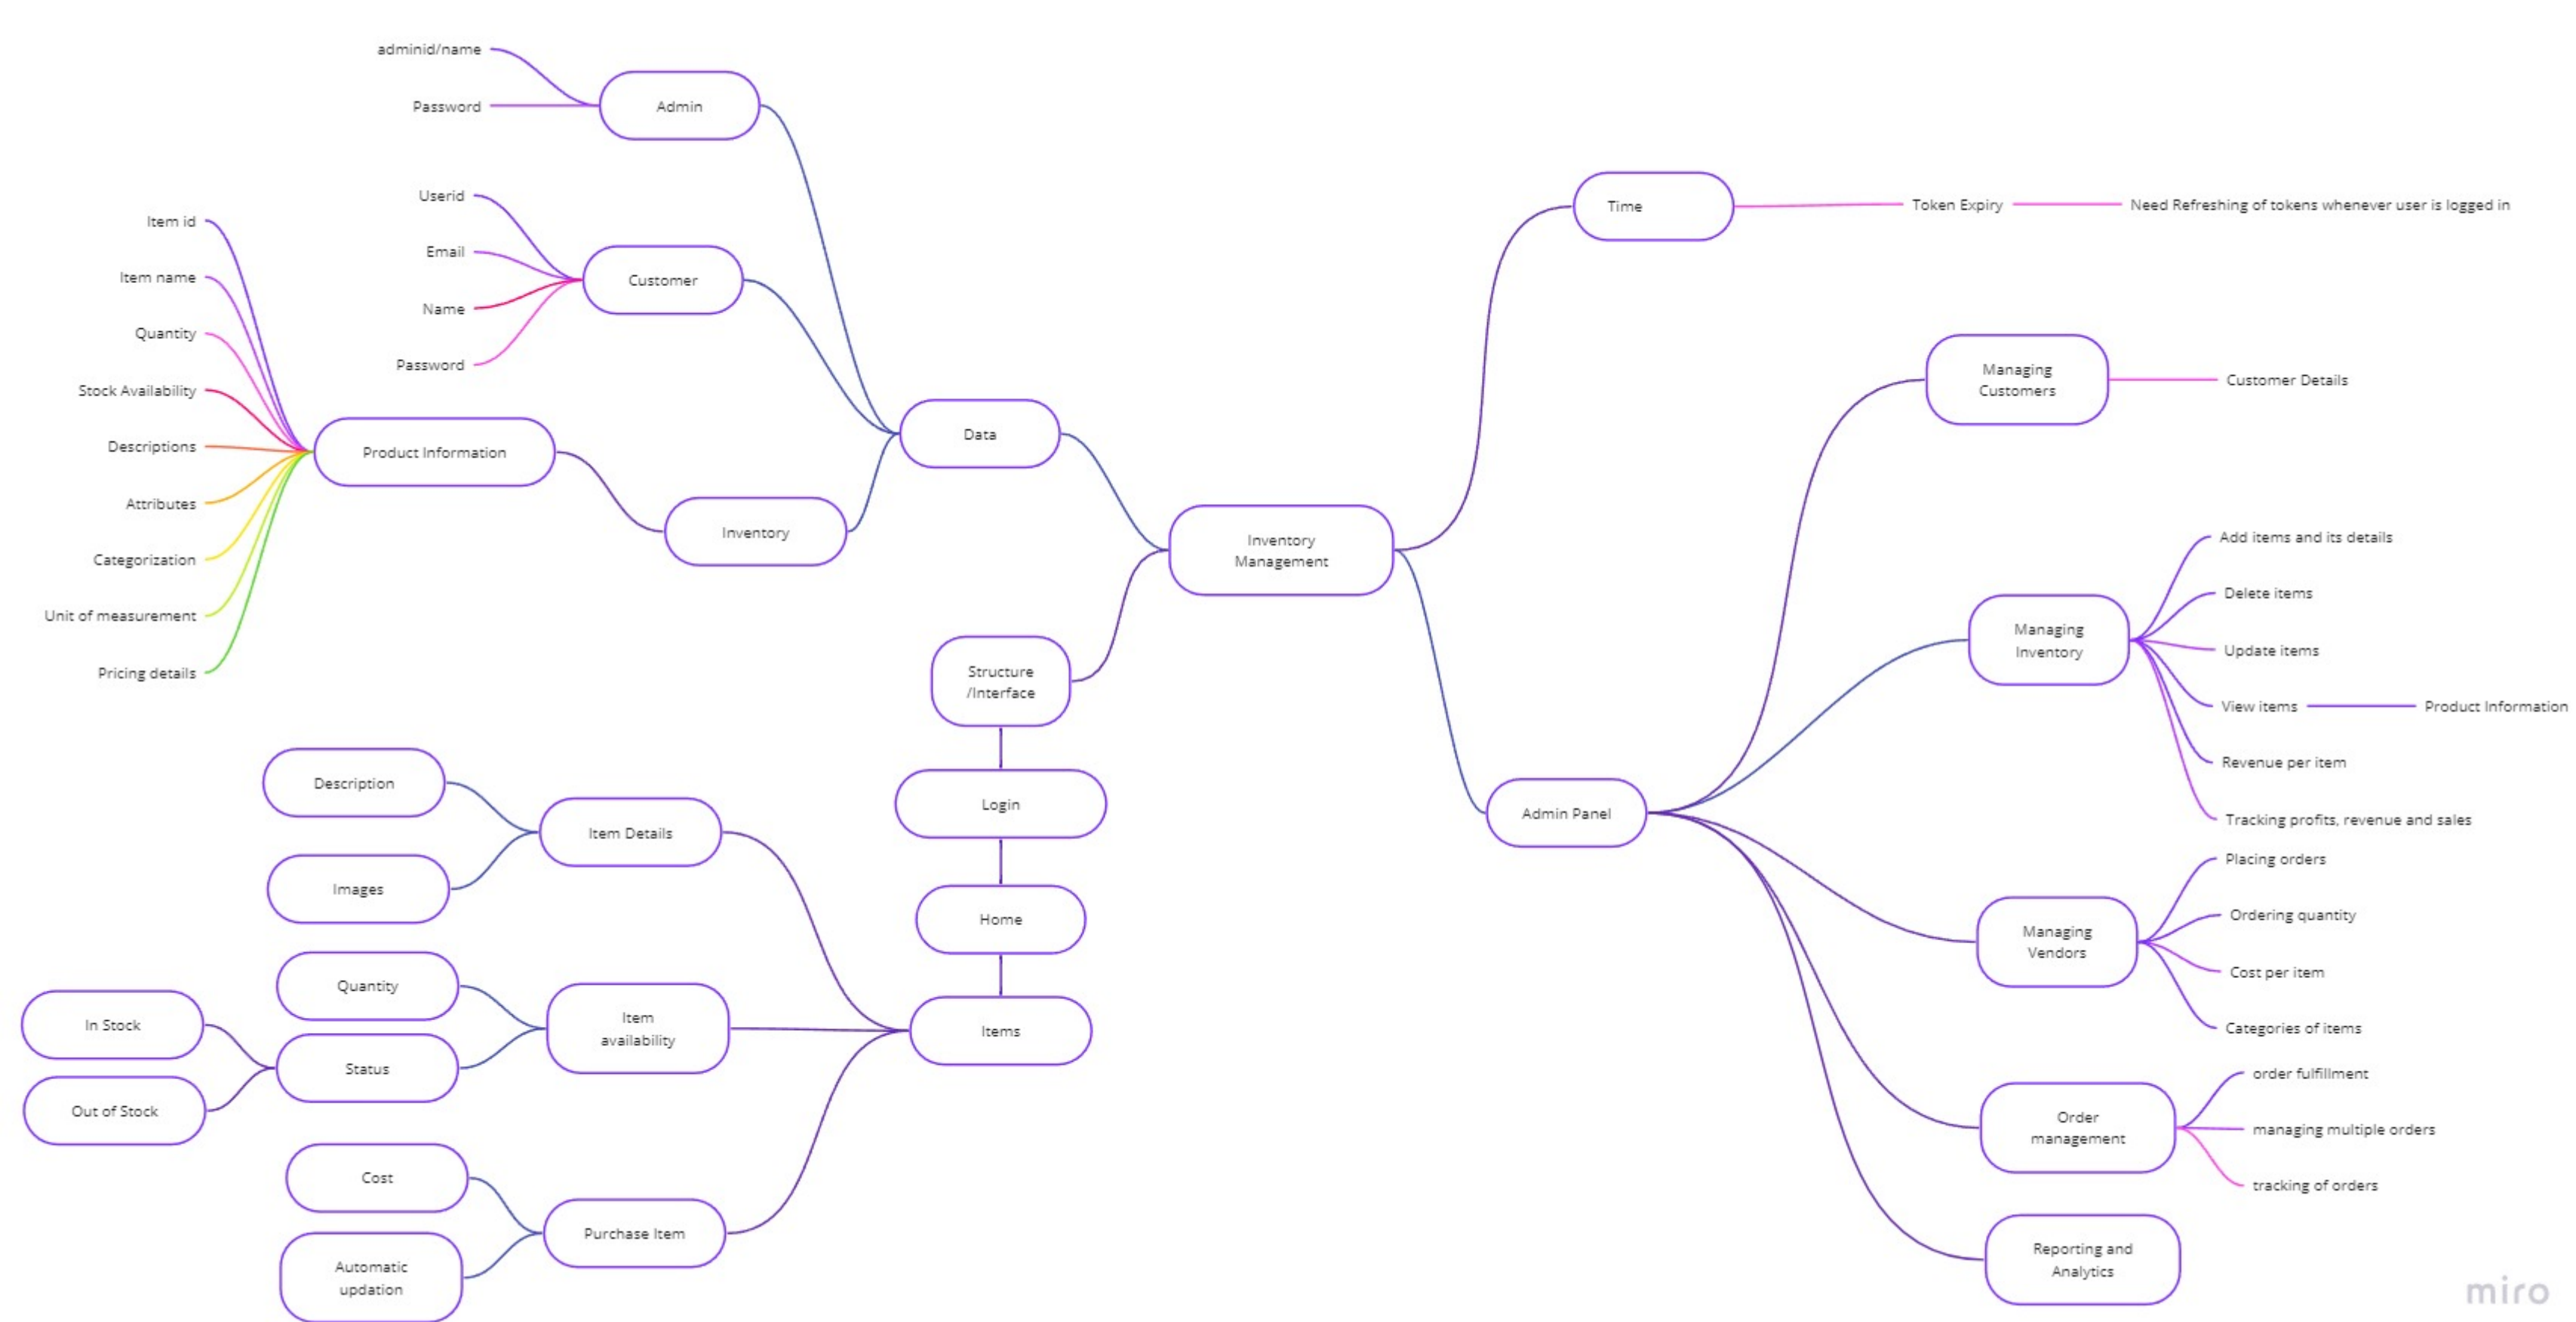 adminid/name
Password
Admin
Userid
Email
Name
Password
Customer
Item id
Item name
Quantity
Stock Availability
Descriptions
Attributes
Categorization
Unit of measurement
Pricing details
Product Information
Inventory
Data
Inventory
Management
Structure
/Interface
Login
Home
Items
Item Details
Description
Images
Item
availability
Quantity
Status
In Stock
Out of Stock
Purchase Item
Cost
Automatic
updation
Time
Token Expiry
Need Refreshing of tokens whenever user is logged in
Admin Panel
Managing
Customers
Customer Details
Managing
Inventory
Add items and its details
Delete items
Update items
View items
Product Information
Revenue per item
Tracking profits, revenue and sales
Managing
Vendors
Placing orders
Ordering quantity
Cost per item
Categories of items
Order
management
order fulfillment
managing multiple orders
tracking of orders
Reporting and
Analytics
miro